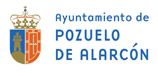 Ayuntamiento de
POZUELO
DE ALARCÓN